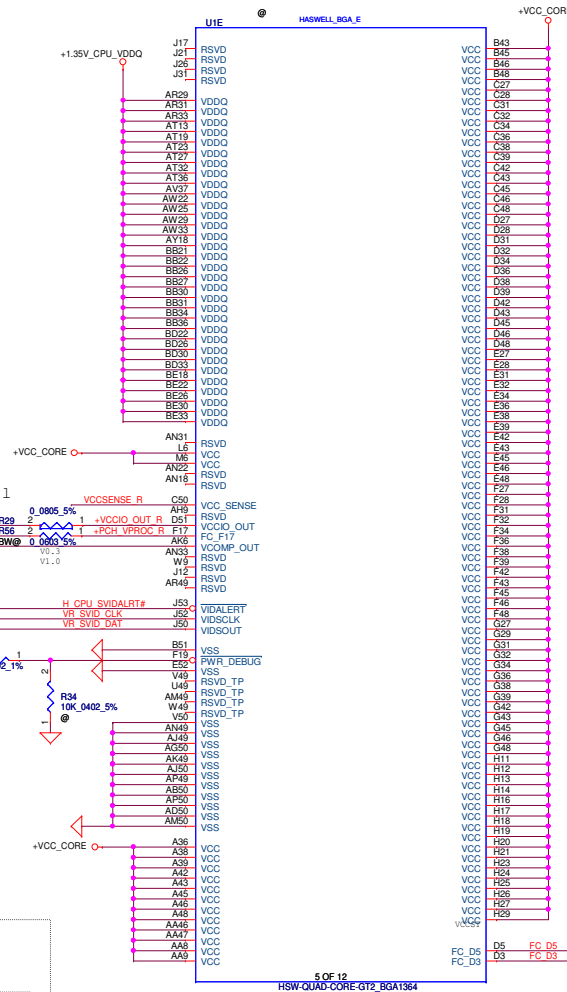 @
HASWELL_BGA_E
+VCC_COR
U1E
+1.35V_CPU_VDDQ
J17 RSVD
J21 RSVD
J26 RSVD
J31 RSVD
AR29 VDDQ
AR31 VDDQ
AR33 VDDQ
AT13 VDDQ
AT19 VDDQ
AT23 VDDQ
AT27 VDDQ
AT32 VDDQ
AT36 VDDQ
AV37 VDDQ
AW22 VDDQ
AW25 VDDQ
AW29 VDDQ
AW33 VDDQ
AY18 VDDQ
BB21 VDDQ
BB22 VDDQ
BB26 VDDQ
BB27 VDDQ
BB30 VDDQ
BB31 VDDQ
BB34 VDDQ
BB36 VDDQ
BD22 VDDQ
BD26 VDDQ
BD30 VDDQ
BD33 VDDQ
BE18 VDDQ
BE22 VDDQ
BE26 VDDQ
BE30 VDDQ
BE33 VDDQ
AN31 RSVD
+VCC_CORE
L6 VCC
M6 VCC
AN22 RSVD
AN18 RSVD
1
VCCSENSE_R C50 VCC_SENSE
0_0805_5% AH9 RSVD
R29 2 1 +VCCIO_OUT_R D51 VCCIO_OUT
R56 2 1 +PCH_VPROC_R F17 FC_F17
BW@ 0_0603_5% AK6 VCOMP_OUT
V0.3
V1.0
AN33 RSVD
W9 RSVD
J12 RSVD
AR49 RSVD
H_CPU_SVIDALRT# J53 VIDALERT
VR_SVID_CLK J52 VIDSCLK
VR_SVID_DAT J50 VIDSOUT
B51 VSS
1 F19 PWR_DEBUG
2_1%
E52 VSS
V49 RSVD_TP
U49 RSVD_TP
AM49 RSVD_TP
W49 RSVD_TP
2
R34
10K_0402_5%
@
1
V50 VSS
AN49 VSS
AJ49 VSS
AG50 VSS
AK49 VSS
AJ50 VSS
AP49 VSS
AB50 VSS
AP50 VSS
AD50 VSS
AM50 VSS
+VCC_CORE
A36 VCC
A38 VCC
A39 VCC
A42 VCC
A43 VCC
A45 VCC
A46 VCC
A48 VCC
AA46 VCC
AA47 VCC
AA8 VCC
AA9 VCC
VCC B43
VCC B45
VCC B46
VCC B48
VCC C27
VCC C28
VCC C31
VCC C32
VCC C34
VCC C36
VCC C38
VCC C39
VCC C42
VCC C43
VCC C45
VCC C46
VCC C48
VCC D27
VCC D28
VCC D31
VCC D32
VCC D34
VCC D36
VCC D38
VCC D39
VCC D42
VCC D43
VCC D45
VCC D46
VCC D48
VCC E27
VCC E28
VCC E31
VCC E32
VCC E34
VCC E36
VCC E38
VCC E39
VCC E42
VCC E43
VCC E45
VCC E46
VCC E48
VCC F27
VCC F28
VCC F31
VCC F32
VCC F34
VCC F36
VCC F38
VCC F39
VCC F42
VCC F43
VCC F45
VCC F46
VCC F48
VCC G27
VCC G29
VCC G31
VCC G32
VCC G34
VCC G36
VCC G38
VCC G39
VCC G42
VCC G43
VCC G45
VCC G46
VCC G48
VCC H11
VCC H12
VCC H13
VCC H14
VCC H16
VCC H17
VCC H18
VCC H19
VCC H20
VCC H21
VCC H23
VCC H24
VCC H25
VCC H26
VCC H27
VCC H29
FC_D5 D5 FC_D5
FC_D3 D3 FC_D3
5 OF 12
HSW-QUAD-CORE-GT2_BGA1364